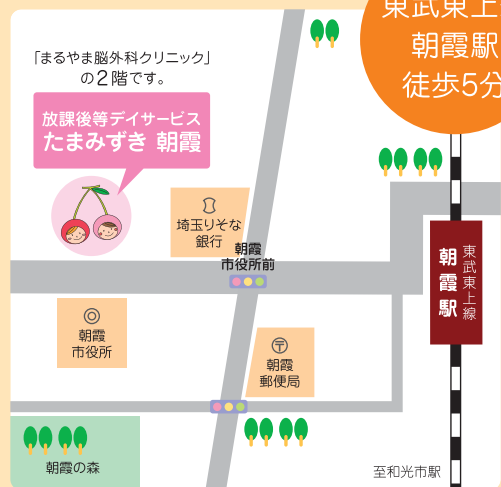 東武東上
朝霞駅
徒歩5分
「まるやま脳外科クリニック」
の2階です。
放課後等デイサービス
たまみずき 朝霞
埼玉りそな
銀行
朝霞
市役所前
東武東上線
朝霞駅
朝霞
市役所
朝霞
郵便局
朝霞の森
至和光市駅